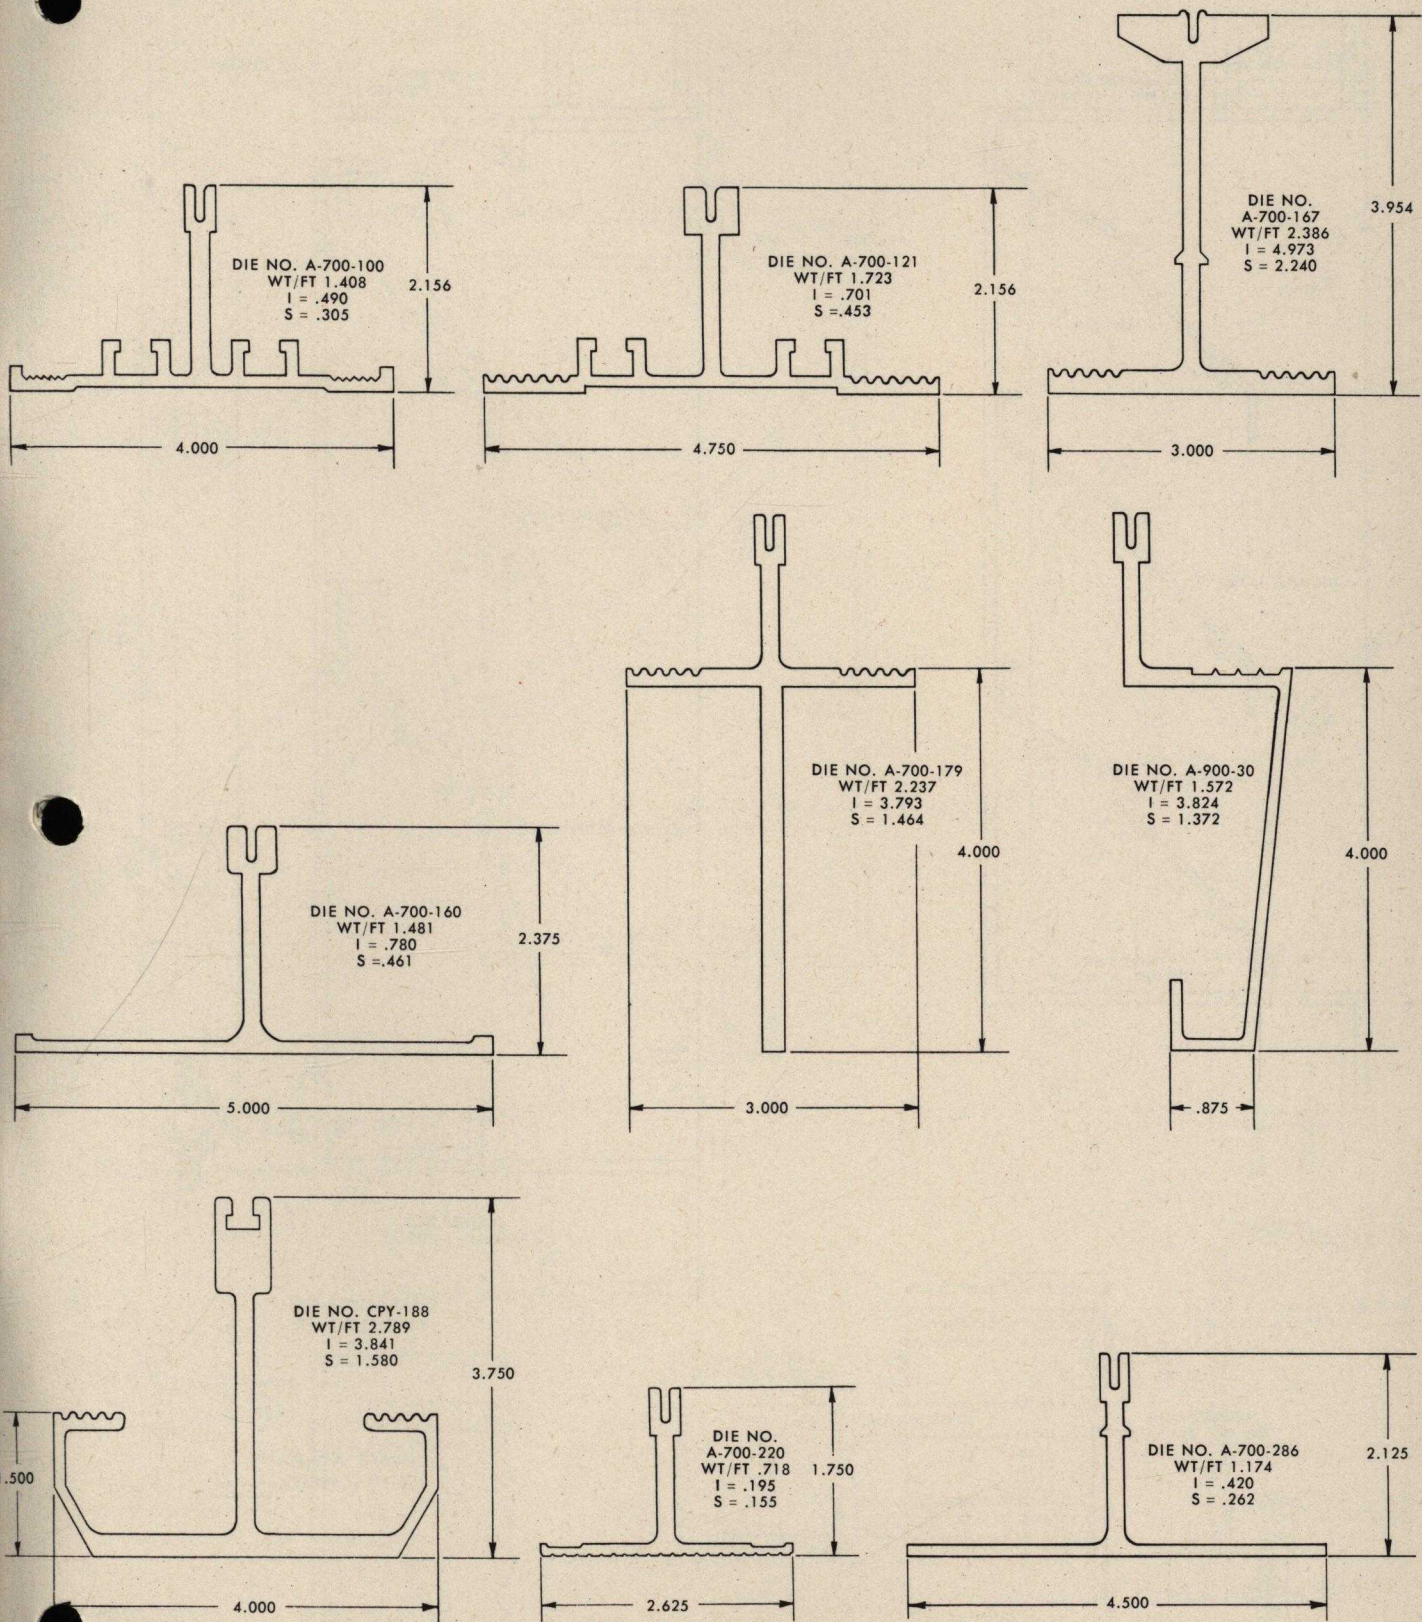 DIE NO. A-700-100
WT/FT 1.408
I = .490
S = .305
2.156
4.000
DIE NO. A-700-121
WT/FT 1.723
I = .701
S =.453
2.156
4.750
DIE NO.
A-700-167
WT/FT 2.386
I = 4.973
S = 2.240
3.954
3.000
DIE NO. A-700-160
WT/FT 1.481
I = .780
S =.461
2.375
5.000
DIE NO. A-700-179
WT/FT 2.237
I = 3.793
S = 1.464
4.000
3.000
DIE NO. A-900-30
WT/FT 1.572
I = 3.824
S = 1.372
4.000
.875
DIE NO. CPY-188
WT/FT 2.789
I = 3.841
S = 1.580
3.750
.500
4.000
DIE NO.
A-700-220
WT/FT .718
I = .195
S = .155
1.750
2.625
DIE NO. A-700-286
WT/FT 1.174
I = .420
S = .262
2.125
4.500